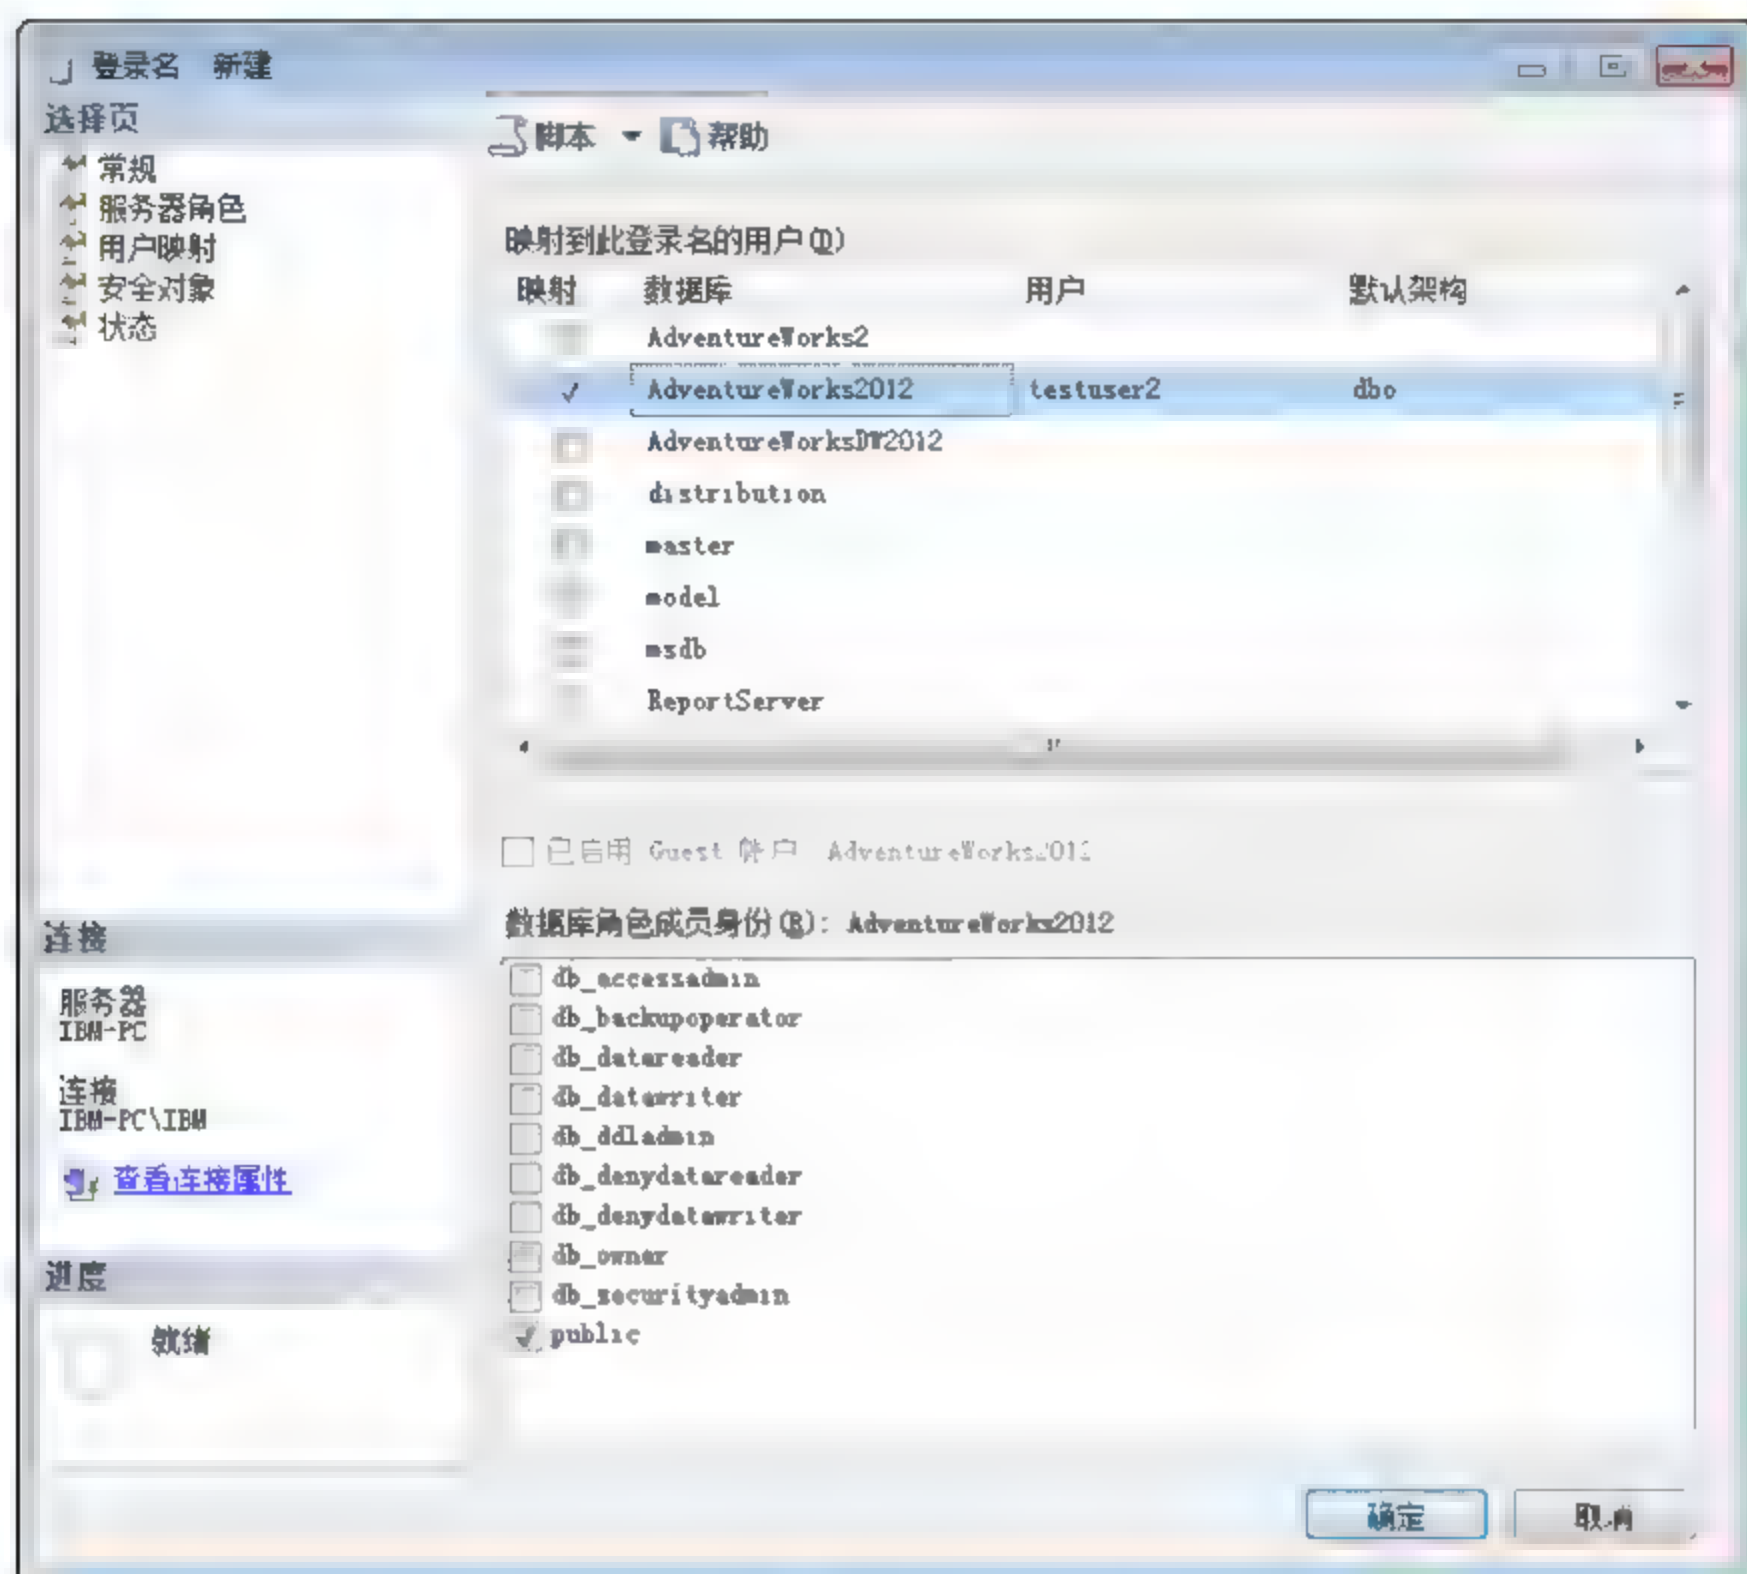 登录名 新建
选择页
常规
服务器角色
用户映射
安全对象
状态
脚本 帮助
映射到此登录名的用户(D)
映射 数据库 用户 默认架构
AdventureWorks2
AdventureWorks2012 testuser2 dbo
AdventureWorksDW2012
distribution
master
model
msdb
ReportServer
已启用 Guest 帐户 AdventureWorks2012
数据库角色成员身份(R): AdventureWorks2012
db_accessadmin
db_backupoperator
db_datareader
db_datawriter
db_ddladmin
db_denydatareader
db_denydatawriter
db_owner
db_securityadmin
public
连接
服务器
IBM-PC
连接
IBM-PC\IBM
查看连接属性
进度
就绪
确定 取消